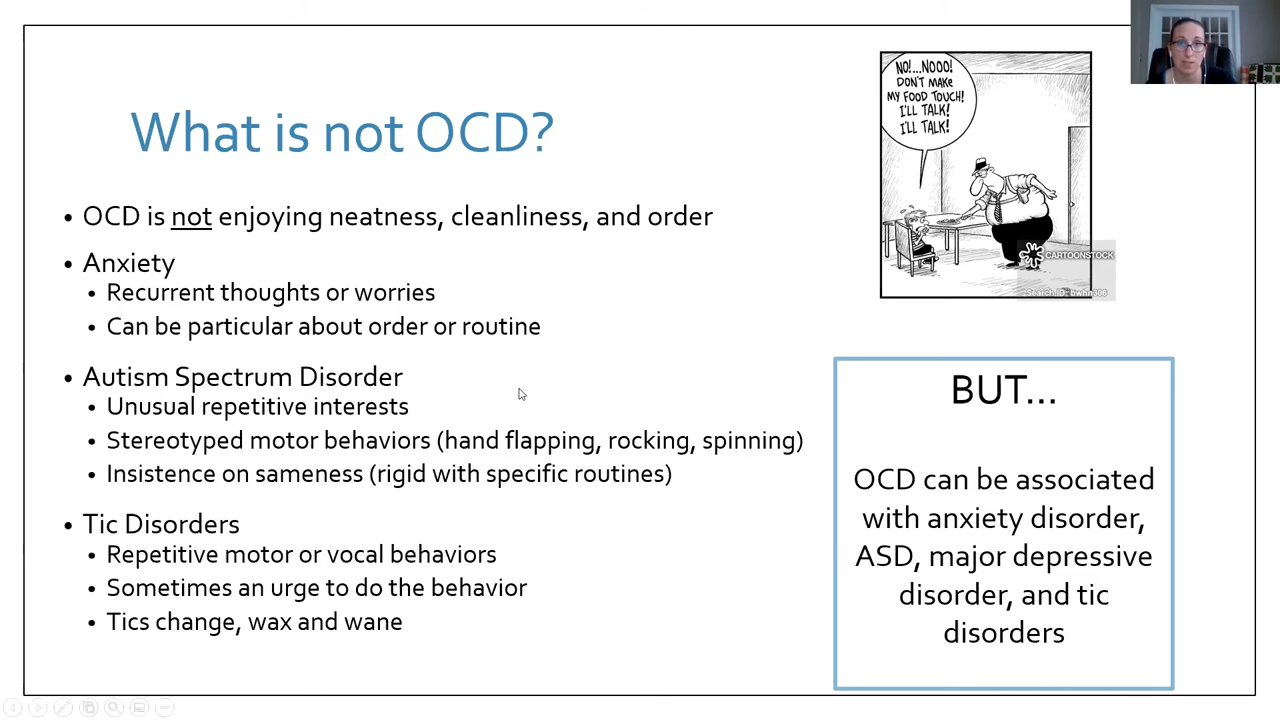 What is not OCD?
• OCD is not enjoying neatness, cleanliness, and order
• Anxiety
• Recurrent thoughts or worries
• Can be particular about order or routine
• Autism Spectrum Disorder
• Unusual repetitive interests
• Stereotyped motor behaviors (hand flapping, rocking, spinning)
• Insistence on sameness (rigid with specific routines)
• Tic Disorders
• Repetitive motor or vocal behaviors
• Sometimes an urge to do the behavior
• Tics change, wax and wane
NO!...NOOO!
DON'T MAKE
MY FOOD TOUCH!
I'LL TALK!
I'LL TALK!
CARTOONSTOCK
BUT...
OCD can be associated
with anxiety disorder,
ASD, major depressive
disorder, and tic
disorders